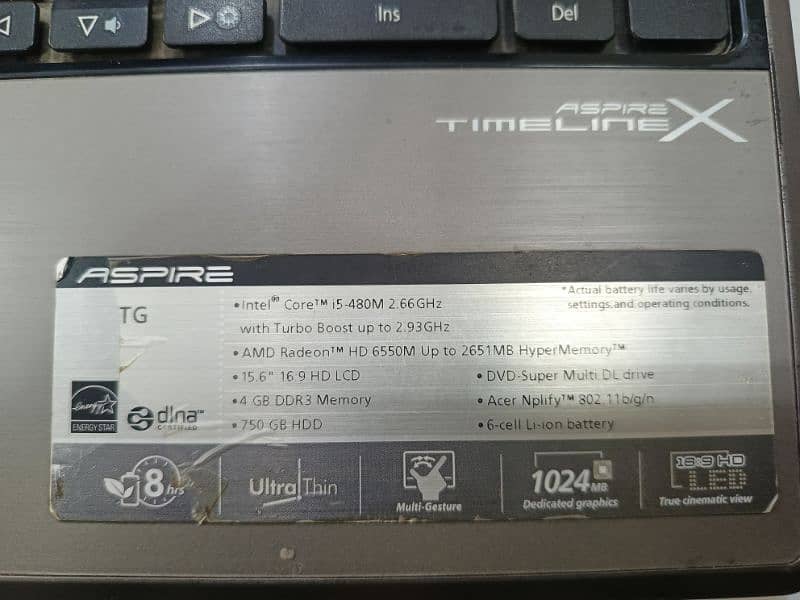 Ins
Del
ASPIRE
TIMELINEX
ASPIRE
*Actual battery life varies by usage,
settings,and operating conditions.
TG
•Intel® Core™ i5-480M 2.66GHz
with Turbo Boost up to 2.93GHz
•AMD Radeon™ HD 6550M Up to 2651MB HyperMemory™
•15.6" 16:9 HD LCD
•DVD-Super Multi DL drive
•4 GB DDR3 Memory
•Acer Nplify™ 802.11b/g/n
•750 GB HDD
•6-cell Li-ion battery
energy
ENERGY STAR
dlna™
CERTIFIED
8hrs
UltraThin
Multi-Gesture
1024MB
Dedicated graphics
16:9 HD
LED
True cinematic view